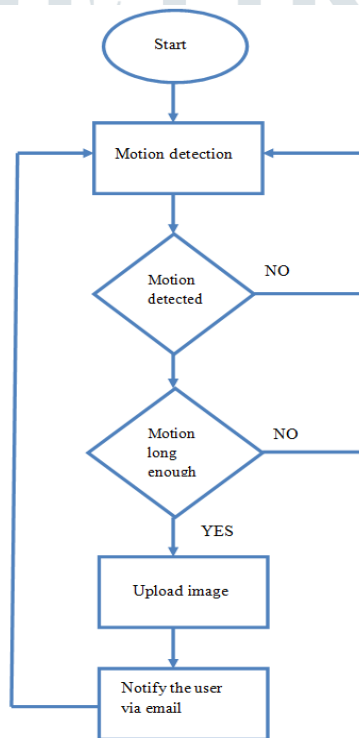 Start
Motion detection
Motion
detected
NO
Motion
long
enough
NO
YES
Upload image
Notify the user
via email